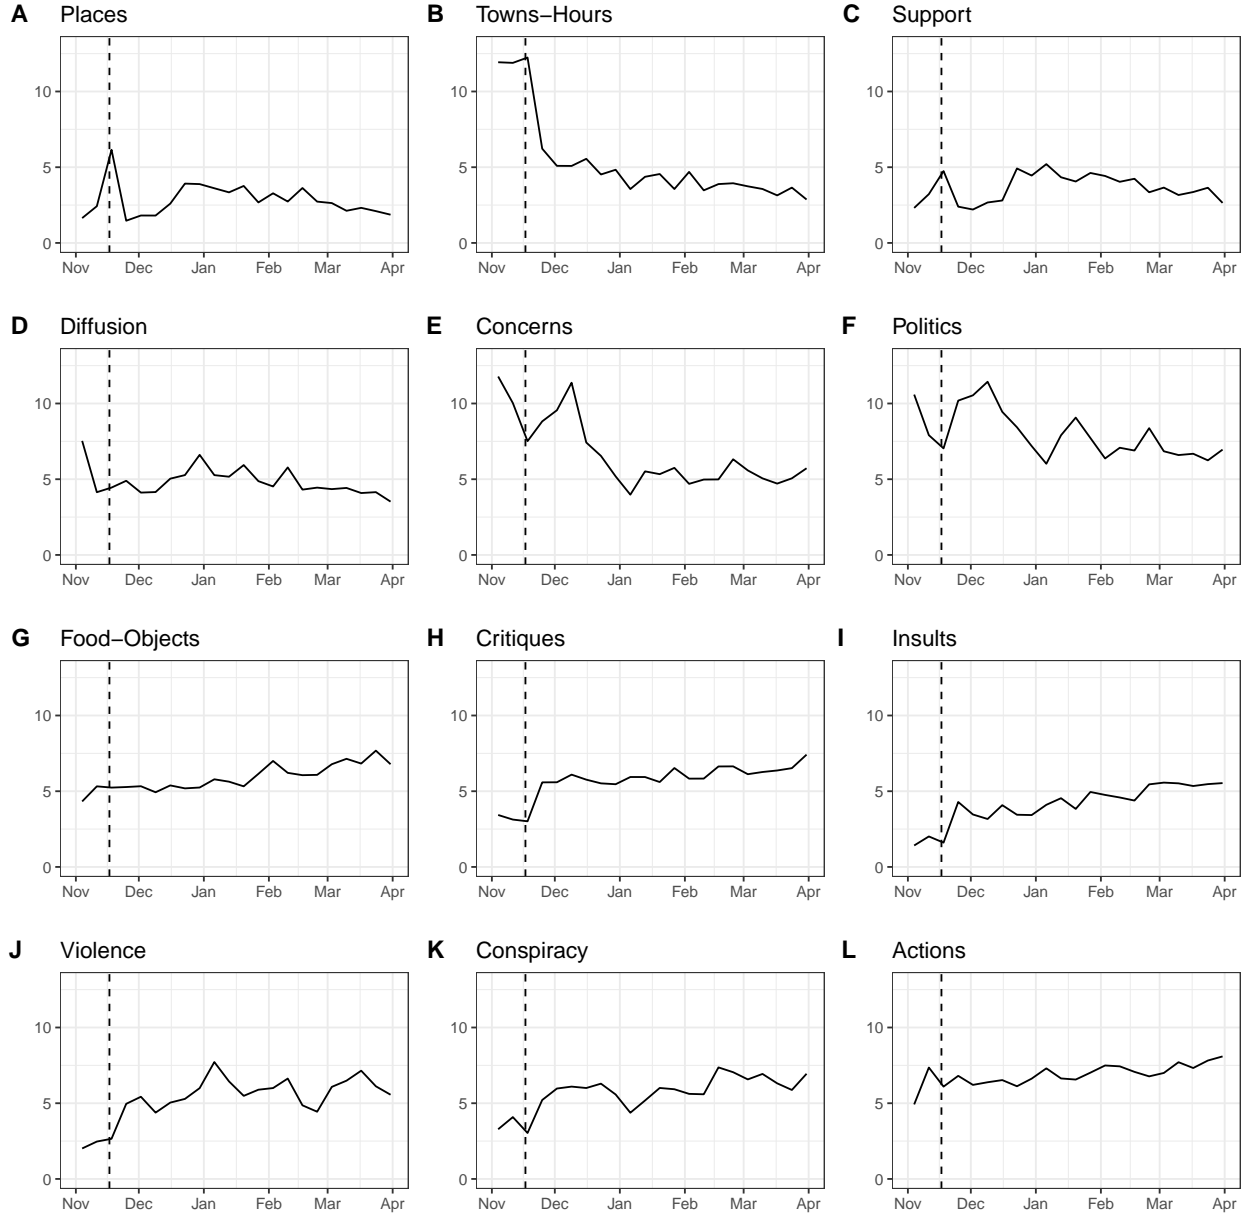 A Places B Towns–Hours C Support
10 10 10
5 5 5
0 0 0
Nov Dec Jan Feb Mar Apr Nov Dec Jan Feb Mar Apr Nov Dec Jan Feb Mar Apr
D Diffusion E Concerns F Politics
10 10 10
5 5 5
0 0 0
Nov Dec Jan Feb Mar Apr Nov Dec Jan Feb Mar Apr Nov Dec Jan Feb Mar Apr
G Food–Objects H Critiques I Insults
10 10 10
5 5 5
0 0 0
Nov Dec Jan Feb Mar Apr Nov Dec Jan Feb Mar Apr Nov Dec Jan Feb Mar Apr
J Violence K Conspiracy L Actions
10 10 10
5 5 5
0 0 0
Nov Dec Jan Feb Mar Apr Nov Dec Jan Feb Mar Apr Nov Dec Jan Feb Mar Apr